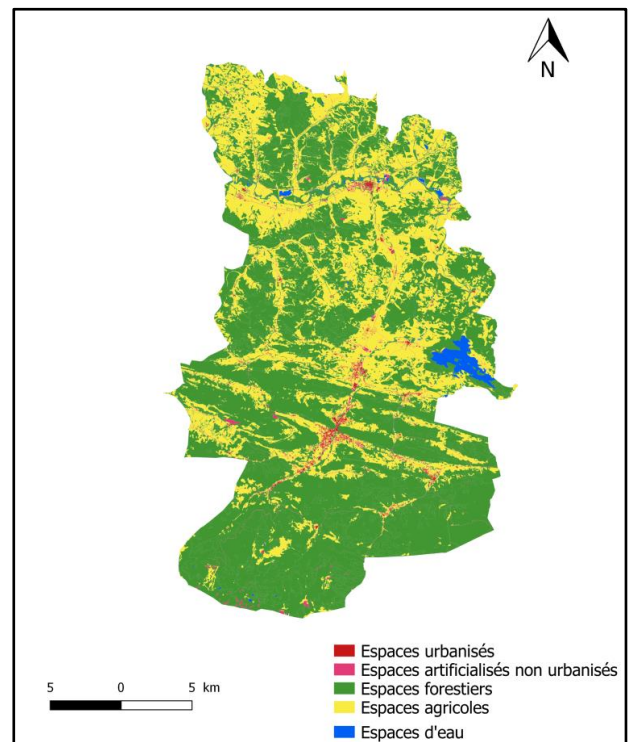 N
Espaces urbanisés
Espaces artificialisés non urbanisés
Espaces forestiers
Espaces agricoles
Espaces d'eau
5 0 5 km